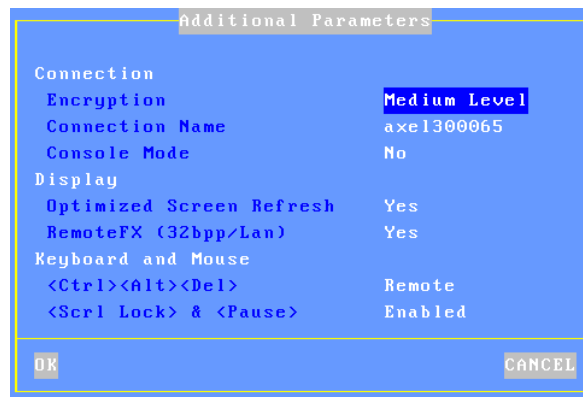 Additional Parameters
Connection
Encryption Medium Level
Connection Name axel300065
Console Mode No
Display
Optimized Screen Refresh Yes
RemoteFX (32bpp/Lan) Yes
Keyboard and Mouse
<Ctrl><Alt><Del> Remote
<Scrl Lock> & <Pause> Enabled
OK CANCEL